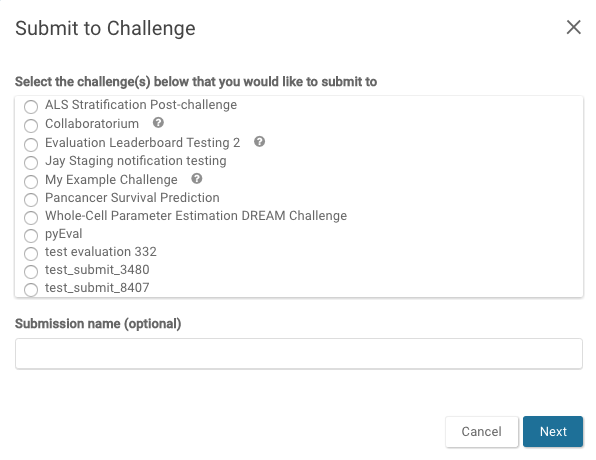 Submit to Challenge
Select the challenge(s) below that you would like to submit to
ALS Stratification Post-challenge
Collaboratorium ?
Evaluation Leaderboard Testing 2 ?
Jay Staging notification testing
My Example Challenge ?
Pancancer Survival Prediction
Whole-Cell Parameter Estimation DREAM Challenge
pyEval
test evaluation 332
test_submit_3480
test_submit_8407
Submission name (optional)
Cancel Next